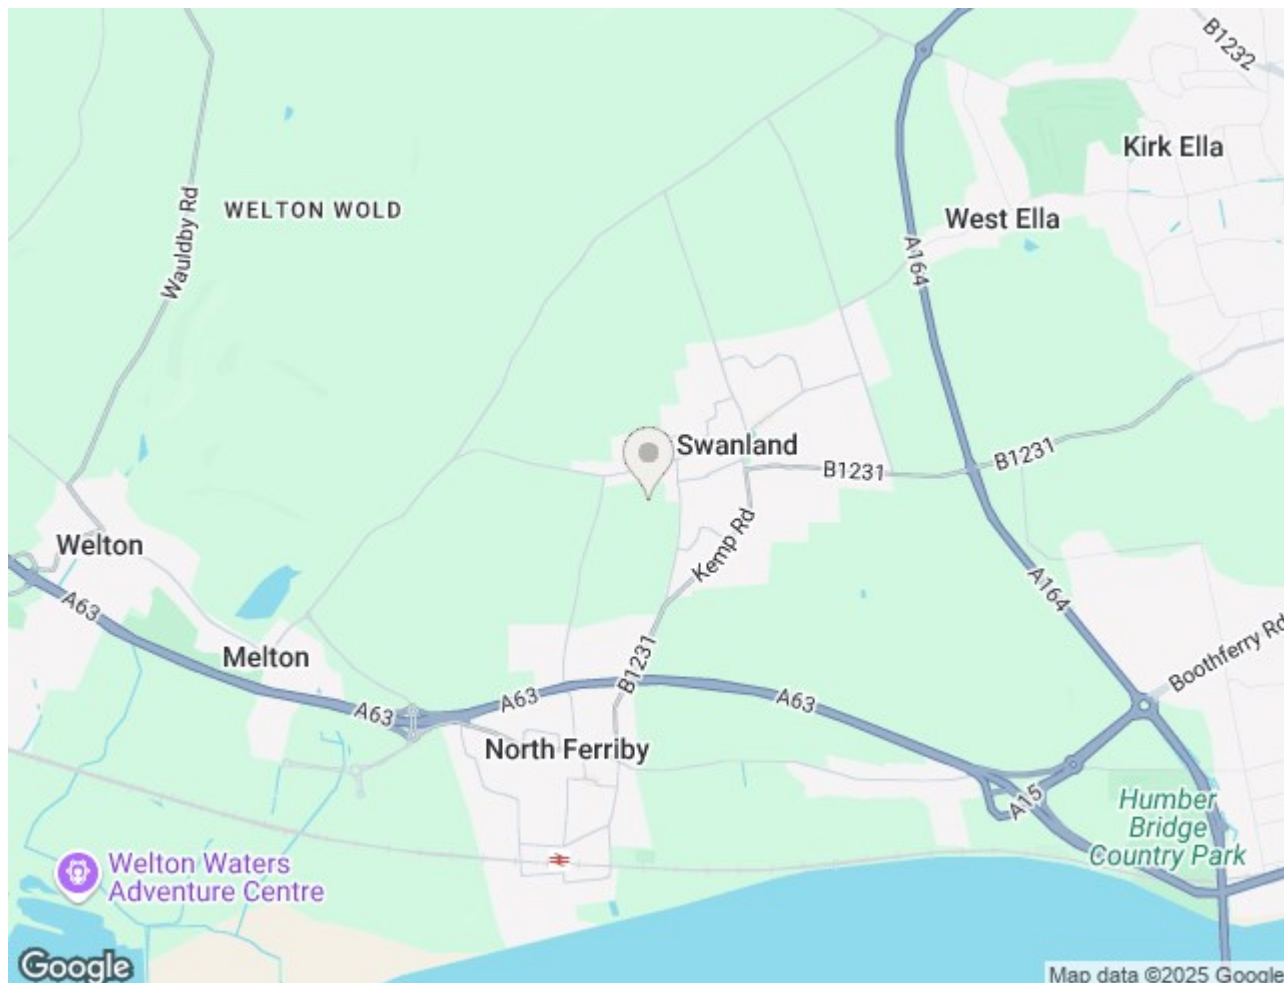 B1232
Kirk Ella
Wauldby Rd
WELTON WOLD
West Ella
A164
Swanland
B1231
B1231
Kemp Rd
Welton
A63
A164
Melton
B1231
Boothferry Rd
A63
A63
A63
North Ferriby
A15
Humber
Bridge
Country Park
Welton Waters
Adventure Centre
Google
Map data ©2025 Google